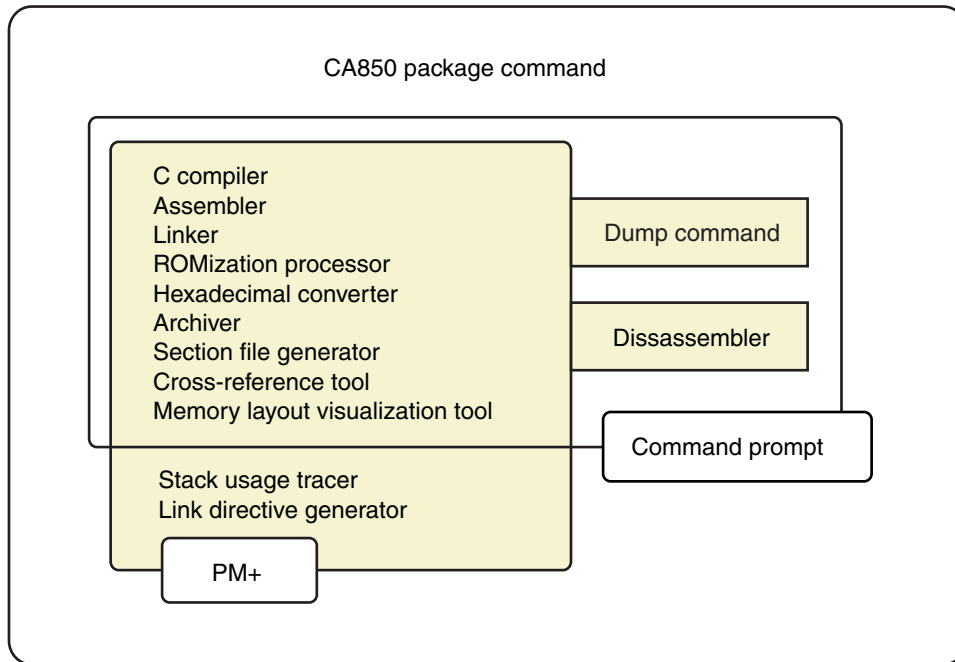 CA850 package command
C compiler
Assembler
Linker
ROMization processor
Hexadecimal converter
Archiver
Section file generator
Cross-reference tool
Memory layout visualization tool
Dump command
Dissassembler
Command prompt
Stack usage tracer
Link directive generator
PM+